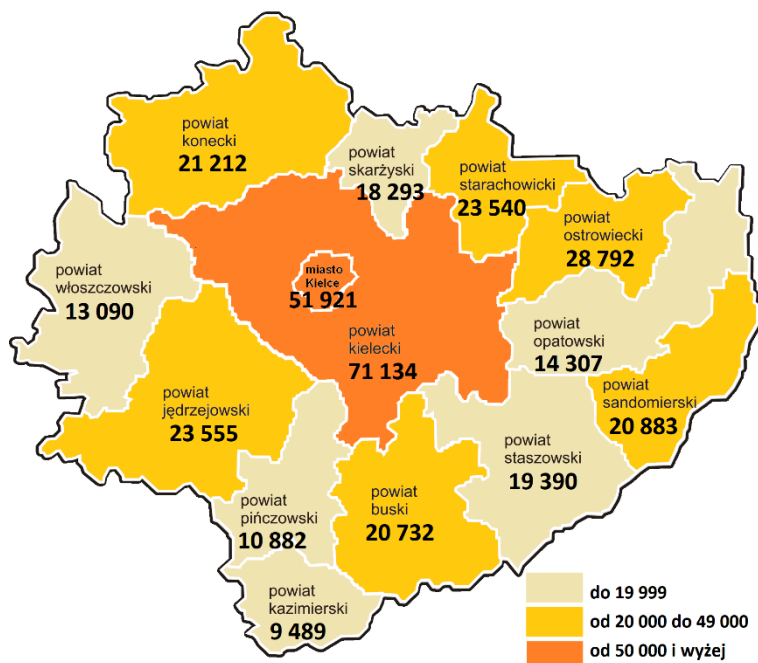 powiat
konecki
21 212
powiat
skarżyski
18 293
powiat
starachowicki
23 540
powiat
ostrowiecki
28 792
powiat
włoszczowski
13 090
miasto
Kielce
51 921
powiat
kielecki
71 134
powiat
opatowski
14 307
powiat
sandomierski
20 883
powiat
jędrzejowski
23 555
powiat
staszowski
19 390
powiat
pińczowski
10 882
powiat
buski
20 732
powiat
kazimierski
9 489
do 19 999
od 20 000 do 49 000
od 50 000 i wyżej